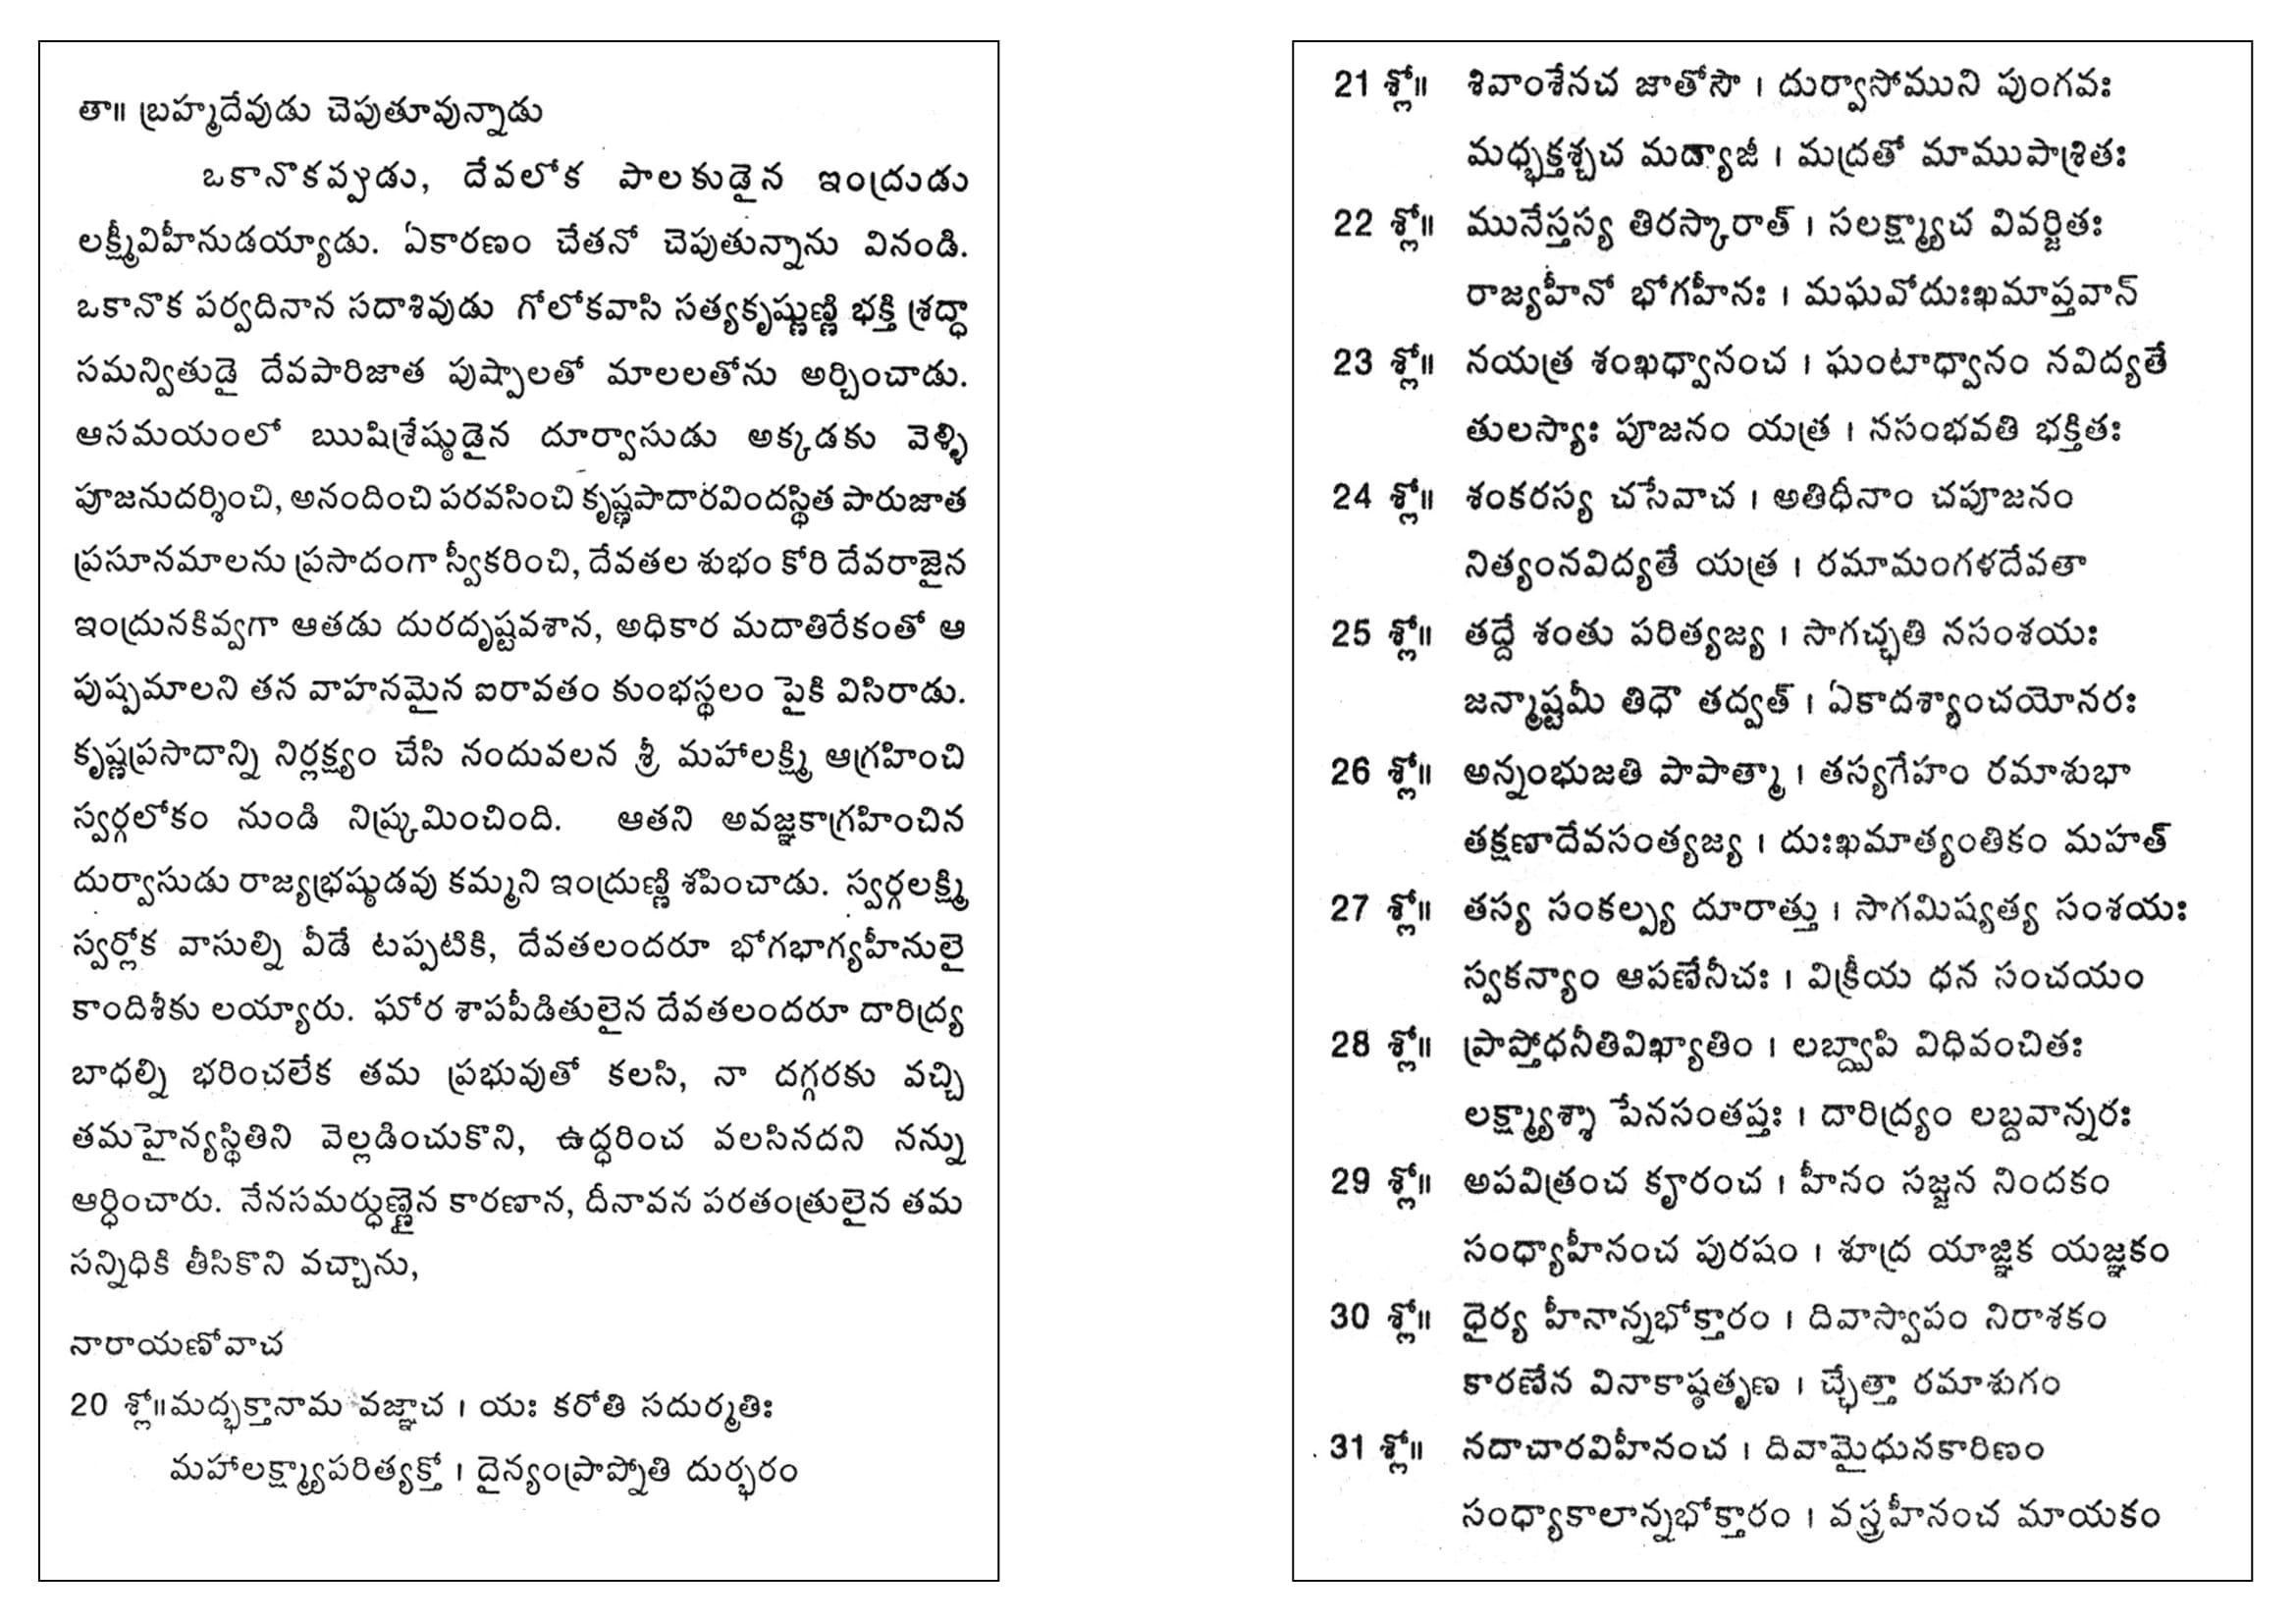 తా॥ బ్రహ్మదేవుడు చెపుతూవున్నాడు
ఒకానొకప్పుడు, దేవలోక పాలకుడైన ఇంద్రుడు
లక్ష్మీవిహీనుడయ్యాడు. ఏకారణం చేతనో చెపుతున్నాను వినండి.
ఒకానొక పర్వదినాన సదాశివుడు గోలోకవాసి సత్యకృష్ణుణ్ణి భక్తి శ్రద్ధా
సమన్వితుడై దేవపారిజాత పుష్పాలతో మాలలతోను అర్చించాడు.
ఆసమయంలో ఋషిశ్రేష్ఠుడైన దూర్వాసుడు అక్కడకు వెళ్ళి
పూజనుదర్శించి, అనందించి పరవసించి కృష్ణపాదారవిందస్థిత పారుజాత
ప్రసూనమాలను ప్రసాదంగా స్వీకరించి, దేవతల శుభం కోరి దేవరాజైన
ఇంద్రునకివ్వగా ఆతడు దురదృష్టవశాన, అధికార మదాతిరేకంతో ఆ
పుష్పమాలని తన వాహనమైన ఐరావతం కుంభస్థలం పైకి విసిరాడు.
కృష్ణప్రసాదాన్ని నిర్లక్ష్యం చేసి నందువలన శ్రీ మహాలక్ష్మి ఆగ్రహించి
స్వర్గలోకం నుండి నిష్క్రమించింది. ఆతని అవజ్ఞకాగ్రహించిన
దుర్వాసుడు రాజ్యభ్రష్ఠుడవు కమ్మని ఇంద్రుణ్ణి శపించాడు. స్వర్గలక్ష్మి
స్వర్లోక వాసుల్ని వీడే టప్పటికి, దేవతలందరూ భోగభాగ్యహీనులై
కాందిశీకు లయ్యారు. ఘోర శాపపీడితులైన దేవతలందరూ దారిద్ర్య
బాధల్ని భరించలేక తమ ప్రభువుతో కలసి, నా దగ్గరకు వచ్చి
తమహైన్యస్థితిని వెల్లడించుకొని, ఉద్ధరించ వలసినదని నన్ను
ఆర్థించారు. నేనసమర్ధుణ్ణైన కారణాన, దీనావన పరతంత్రులైన తమ
సన్నిధికి తీసికొని వచ్చాను,
నారాయణోవాచ
20 శ్లో॥మద్భక్తానామ వజ్ఞాచ । యః కరోతి సదుర్మతిః
మహాలక్ష్మ్యాపరిత్యక్తో । దైన్యంప్రాప్నోతి దుర్భరం
21 శ్లో॥ శివాంశేనచ జాతోసౌ । దుర్వాసోముని పుంగవః
మధ్భక్తశ్చచ మద్యాజీ । మద్రతో మాముపాశ్రితః
22 శ్లో॥ మునేస్తస్య తిరస్కారాత్ । సలక్ష్మ్యాచ వివర్జితః
రాజ్యహీనో భోగహీనః । మఘవోదుఃఖమాప్తవాన్
23 శ్లో॥ నయత్ర శంఖధ్వానంచ । ఘంటాధ్వానం నవిద్యతే
తులస్యాః పూజనం యత్ర । నసంభవతి భక్తితః
24 శ్లో॥ శంకరస్య చసేవాచ । అతిధీనాం చపూజనం
నిత్యంనవిద్యతే యత్ర । రమామంగళదేవతా
25 శ్లో॥ తద్దే శంతు పరిత్యజ్య । సాగచ్ఛతి నసంశయః
జన్మాష్టమీ తిధౌ తద్వత్ । ఏకాదశ్యాంచయోనరః
26 శ్లో॥ అన్నంభుజతి పాపాత్మా । తస్యగేహం రమాశుభా
తక్షణాదేవసంత్యజ్య । దుఃఖమాత్యంతికం మహత్
27 శ్లో॥ తస్య సంకల్ప్య దూరాత్తు । సాగమిష్యత్య సంశయః
స్వకన్యాం ఆపణేనీచః । విక్రీయ ధన సంచయం
28 శ్లో॥ ప్రాప్తోధనీతివిఖ్యాతిం । లబ్ద్వాపి విధివంచితః
లక్ష్మ్యాశ్శా పేనసంతప్తః । దారిద్ర్యం లబ్దవాన్నరః
29 శ్లో॥ అపవిత్రంచ కౄరంచ । హీనం సజ్జన నిందకం
సంధ్యాహీనంచ పురషం । శూద్ర యాజ్ఞిక యజ్ఞకం
30 శ్లో॥ ధైర్య హీనాన్నభోక్తారం । దివాస్వాపం నిరాశకం
కారణేన వినాకాష్ఠతృణ । చ్ఛేత్తా రమాశుగం
31 శ్లో॥ నదాచారవిహీనంచ । దివామైధునకారిణం
సంధ్యాకాలాన్నభోక్తారం । వస్త్రహీనంచ మాయకం